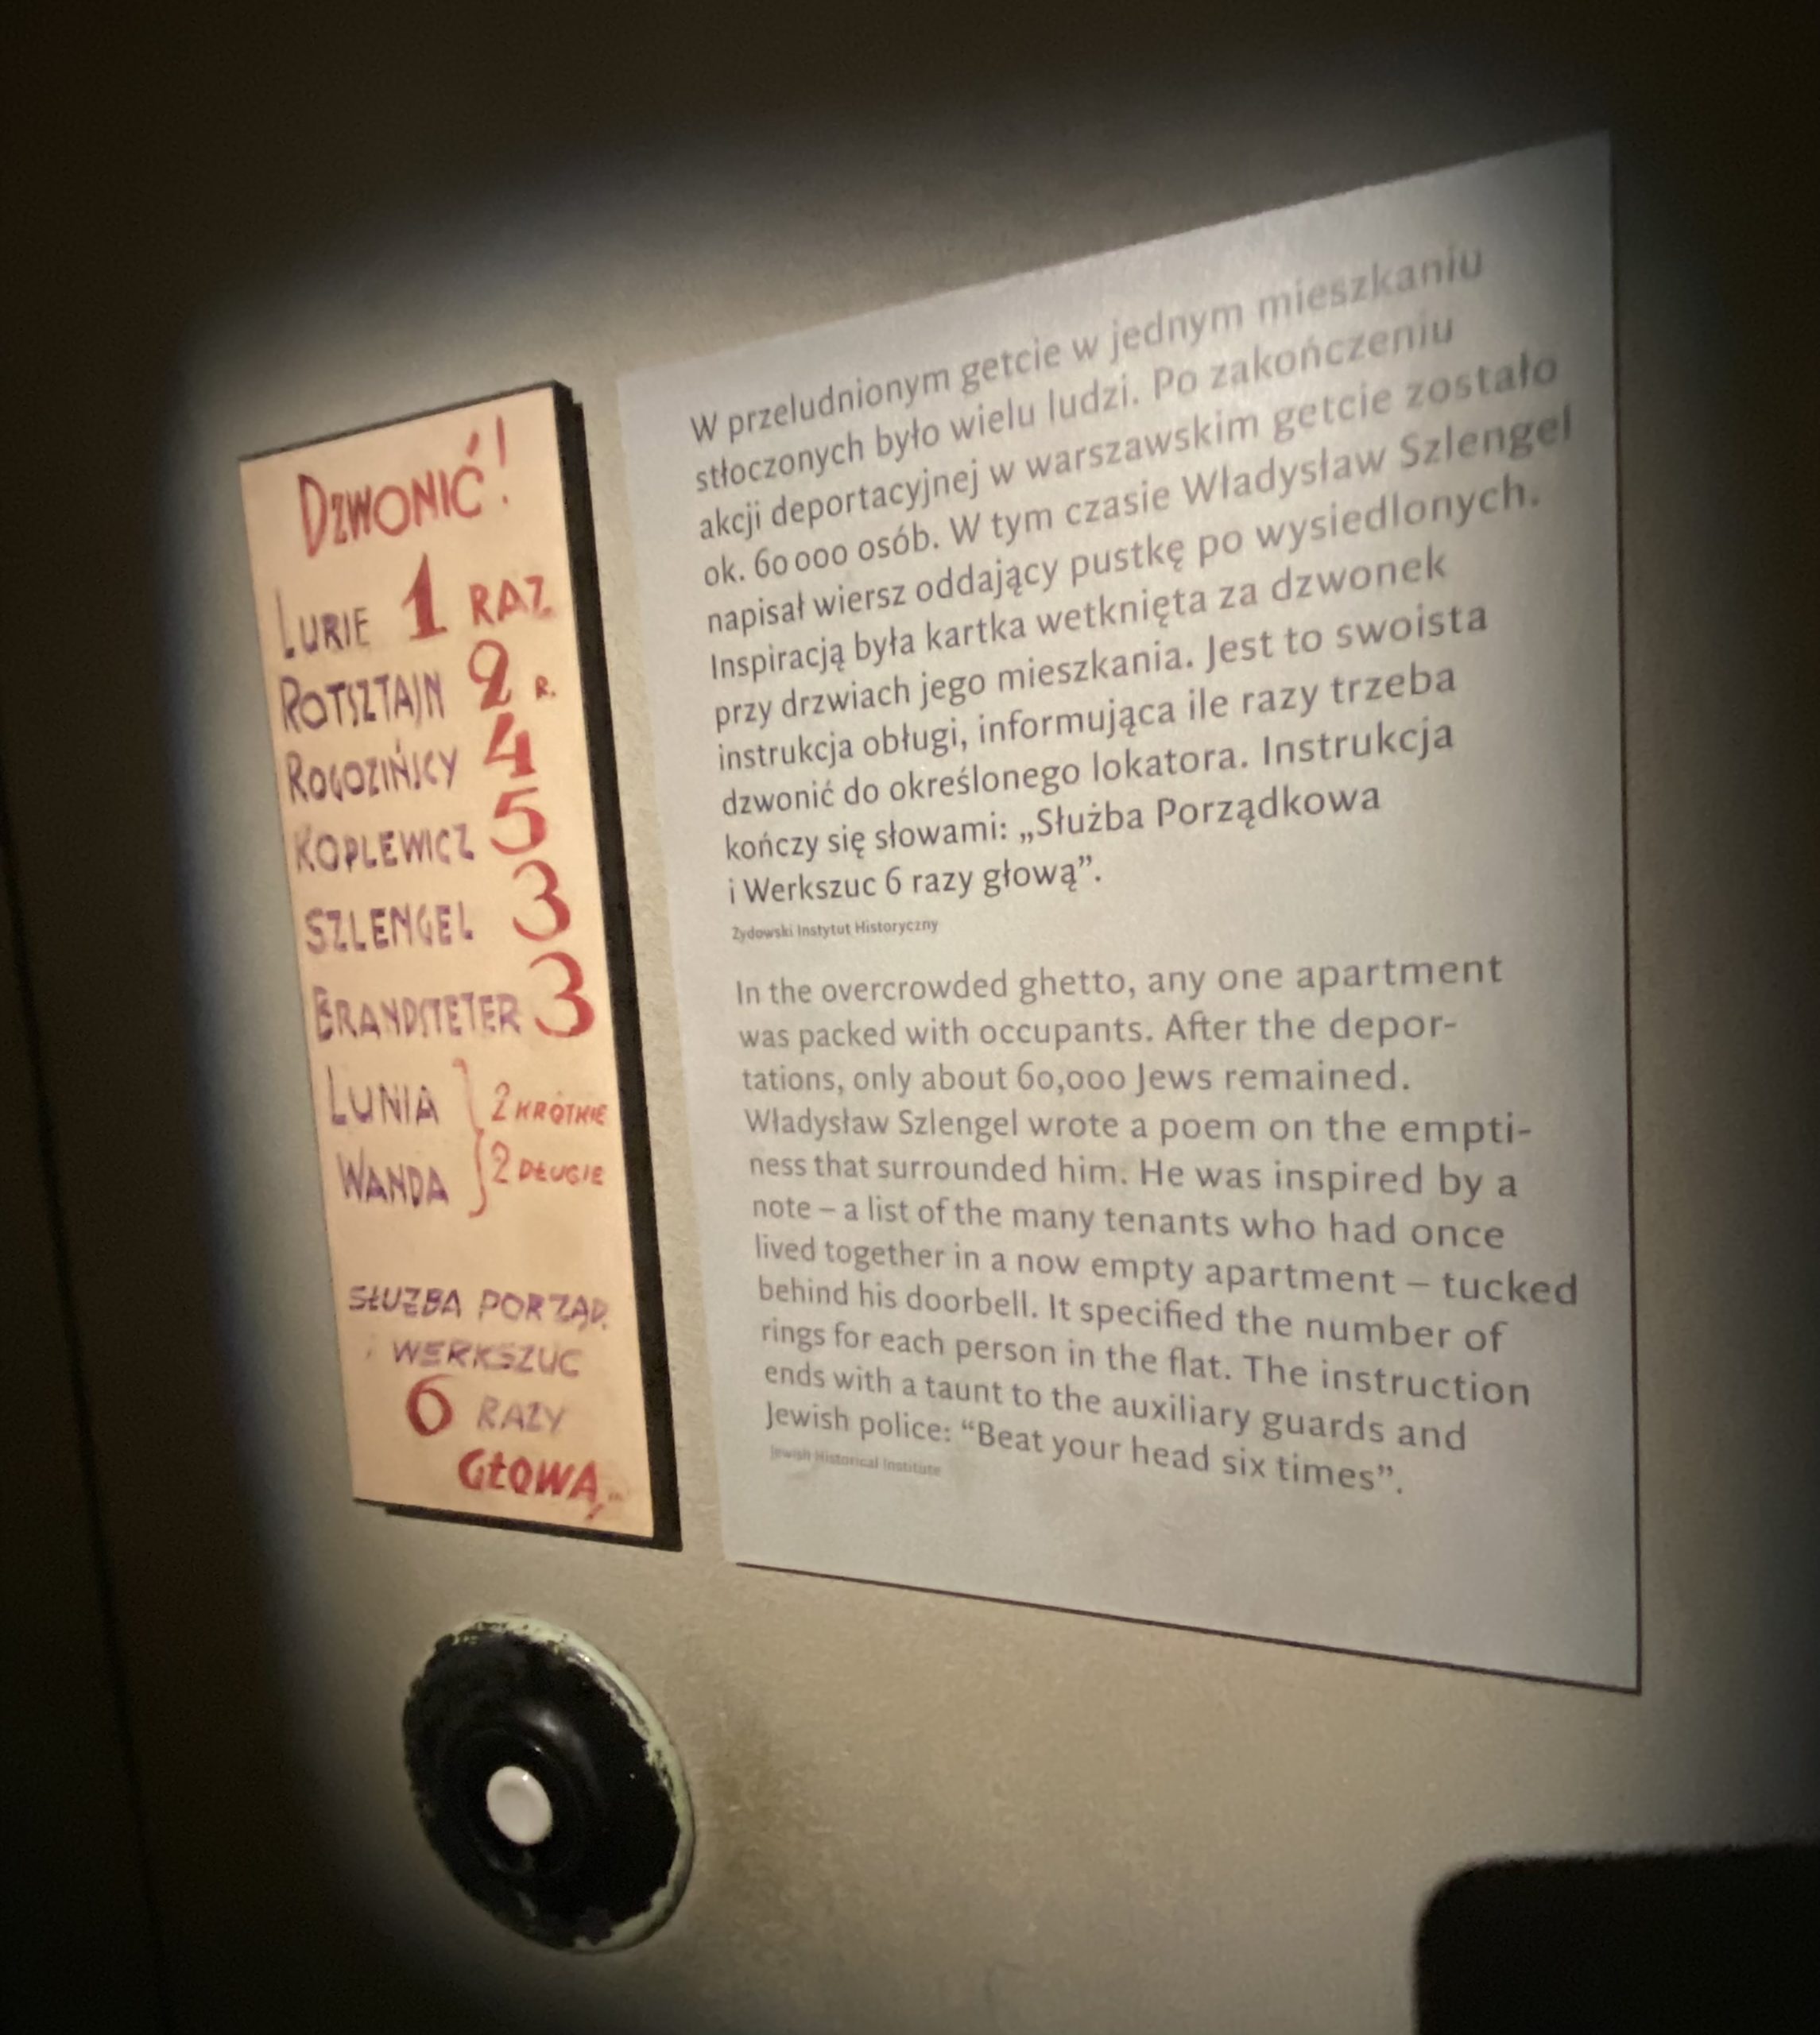 DZWONIĆ!
LURIE 1 RAZ
ROTSZTAJN 2 R.
ROGOZIŃSCY 4
KOPLEWICZ 5
SZLENGEL 3
BRANDSTETER 3
LUNIA } 2 KRÓTKIE
WANDA } 2 DŁUGIE
SŁUŻBA PORZĄD.
i WERKSZUC
6 RAZY
GŁOWĄ
W przeludnionym getcie w jednym mieszkaniu
stłoczonych było wielu ludzi. Po zakończeniu
akcji deportacyjnej w warszawskim getcie zostało
ok. 60 000 osób. W tym czasie Władysław Szlengel
napisał wiersz oddający pustkę po wysiedlonych.
Inspiracją była kartka wetknięta za dzwonek
przy drzwiach jego mieszkania. Jest to swoista
instrukcja obługi, informująca ile razy trzeba
dzwonić do określonego lokatora. Instrukcja
kończy się słowami: „Służba Porządkowa
i Werkszuc 6 razy głową”.
Żydowski Instytut Historyczny
In the overcrowded ghetto, any one apartment
was packed with occupants. After the depor-
tations, only about 60,000 Jews remained.
Władysław Szlengel wrote a poem on the empti-
ness that surrounded him. He was inspired by a
note – a list of the many tenants who had once
lived together in a now empty apartment – tucked
behind his doorbell. It specified the number of
rings for each person in the flat. The instruction
ends with a taunt to the auxiliary guards and
Jewish police: “Beat your head six times”.
Jewish Historical Institute